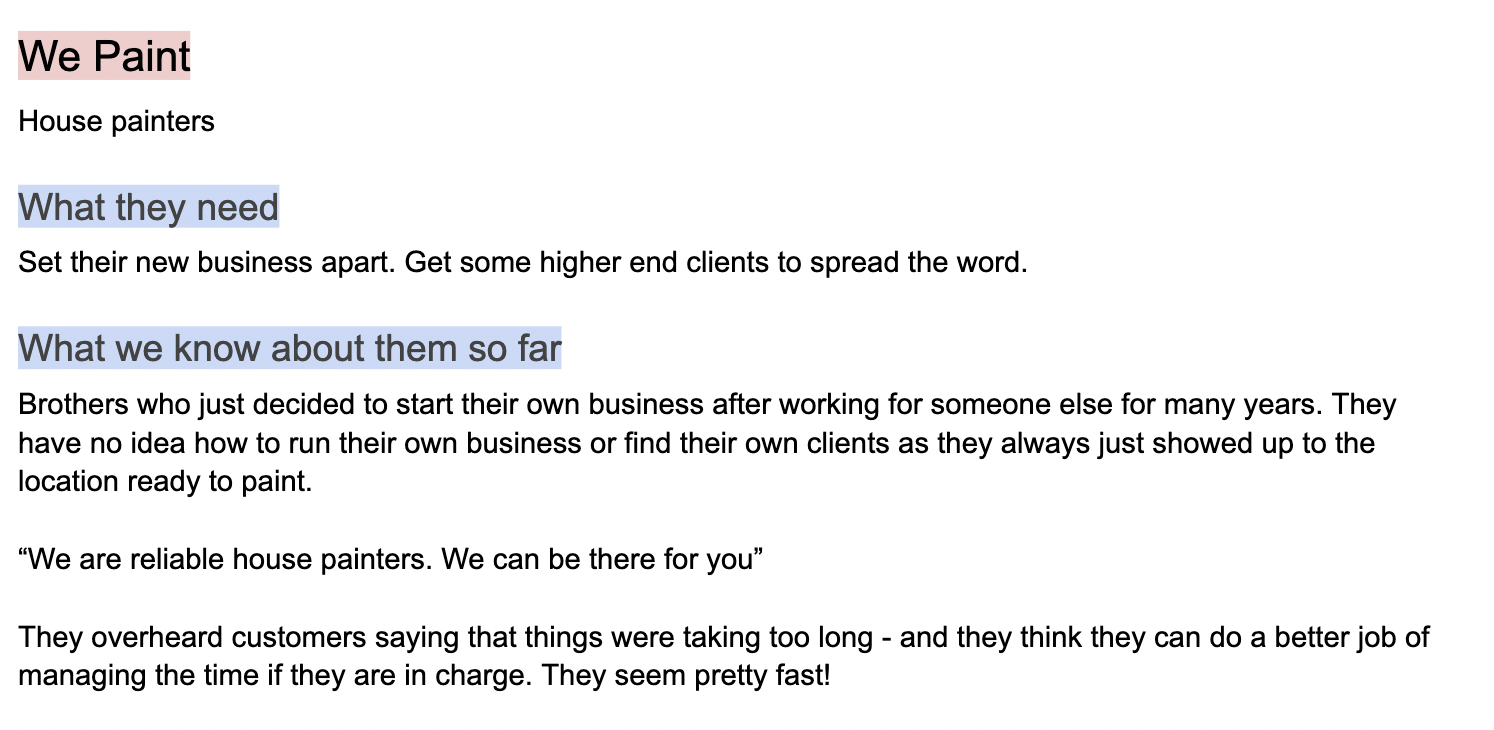 We Paint
House painters
What they need
Set their new business apart. Get some higher end clients to spread the word.
What we know about them so far
Brothers who just decided to start their own business after working for someone else for many years. They
have no idea how to run their own business or find their own clients as they always just showed up to the
location ready to paint.
“We are reliable house painters. We can be there for you”
They overheard customers saying that things were taking too long - and they think they can do a better job of
managing the time if they are in charge. They seem pretty fast!